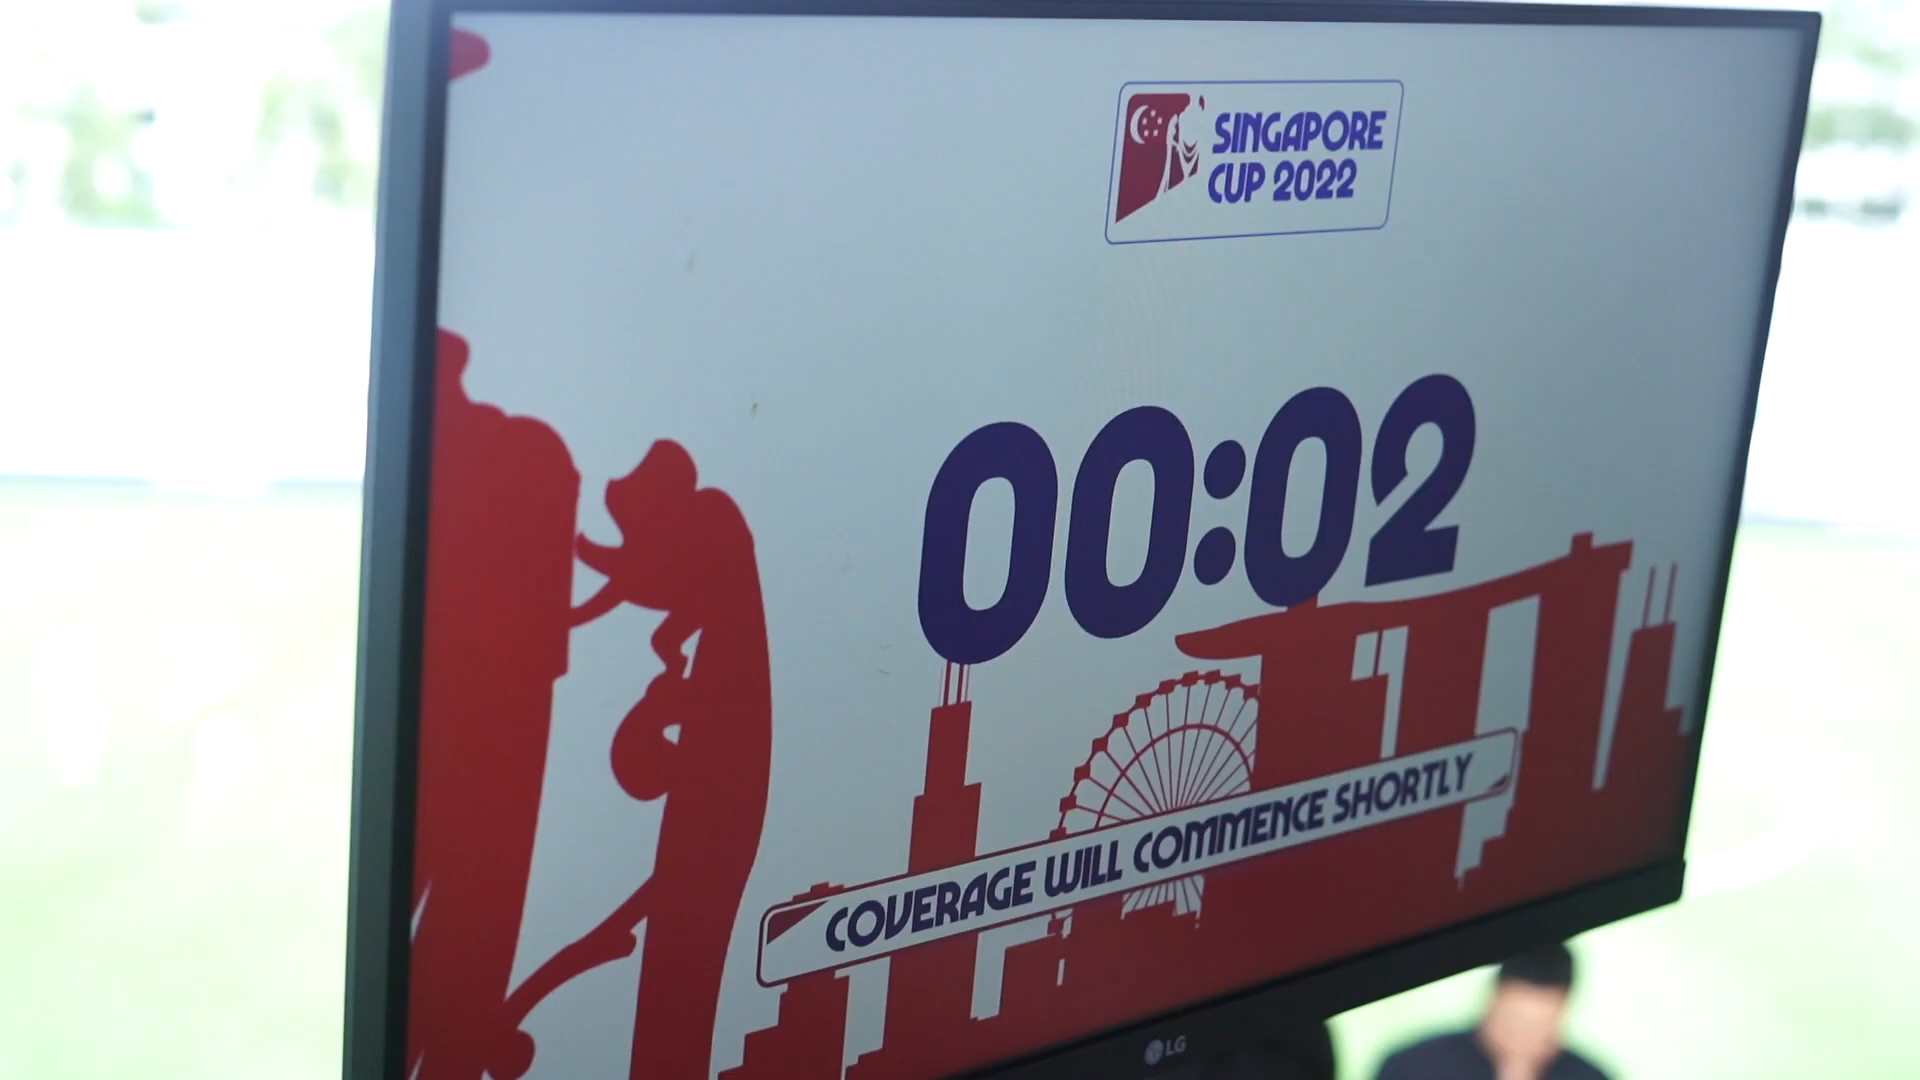 SINGAPORE
CUP 2022
00:02
COVERAGE WILL COMMENCE SHORTLY
LG